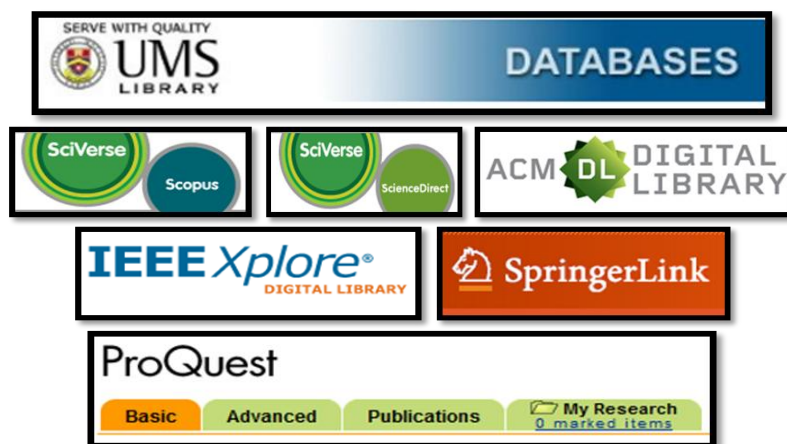 SERVE WITH QUALITY
UMS
LIBRARY
DATABASES
SciVerse
Scopus
SciVerse
ScienceDirect
ACM DL DIGITAL
LIBRARY
IEEE Xplore®
DIGITAL LIBRARY
SpringerLink
ProQuest
Basic Advanced Publications My Research
0 marked items